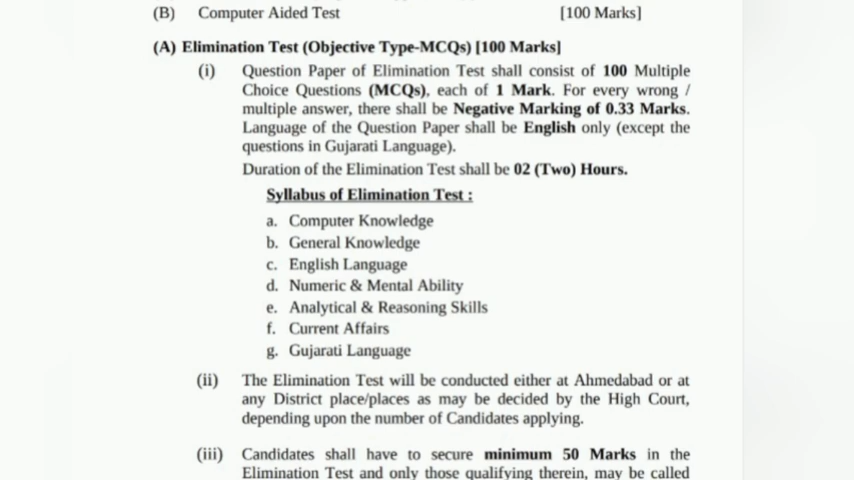 (B) Computer Aided Test [100 Marks]
(A) Elimination Test (Objective Type-MCQs) [100 Marks]
(i) Question Paper of Elimination Test shall consist of 100 Multiple
Choice Questions (MCQs), each of 1 Mark. For every wrong /
multiple answer, there shall be Negative Marking of 0.33 Marks.
Language of the Question Paper shall be English only (except the
questions in Gujarati Language).
Duration of the Elimination Test shall be 02 (Two) Hours.
Syllabus of Elimination Test :
a. Computer Knowledge
b. General Knowledge
c. English Language
d. Numeric & Mental Ability
e. Analytical & Reasoning Skills
f. Current Affairs
g. Gujarati Language
(ii) The Elimination Test will be conducted either at Ahmedabad or at
any District place/places as may be decided by the High Court,
depending upon the number of Candidates applying.
(iii) Candidates shall have to secure minimum 50 Marks in the
Elimination Test and only those qualifying therein, may be called